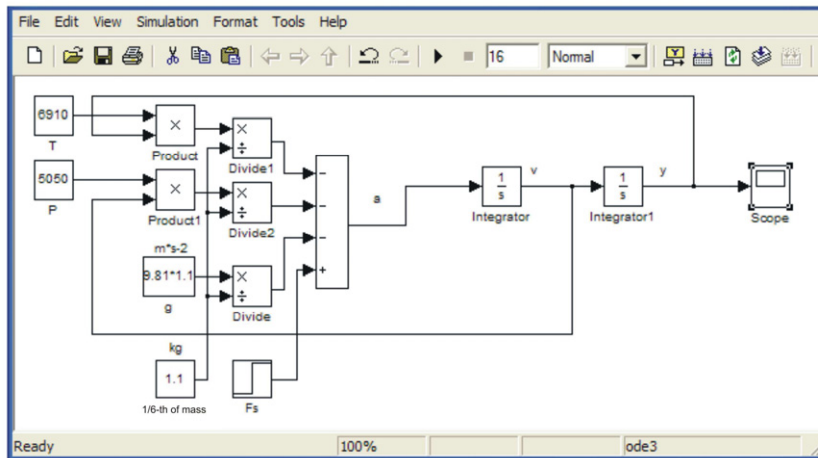 File Edit View Simulation Format Tools Help
16 Normal
6910
T
×
Product
×
÷
Divide1
5050
P
×
Product1
×
÷
Divide2
m*s-2
9.81*1.1
g
×
÷
Divide
kg
1.1
1/6-th of mass
Fs
−
−
−
+
a
1
s
Integrator
v
1
s
Integrator1
y
Scope
Ready 100% ode3